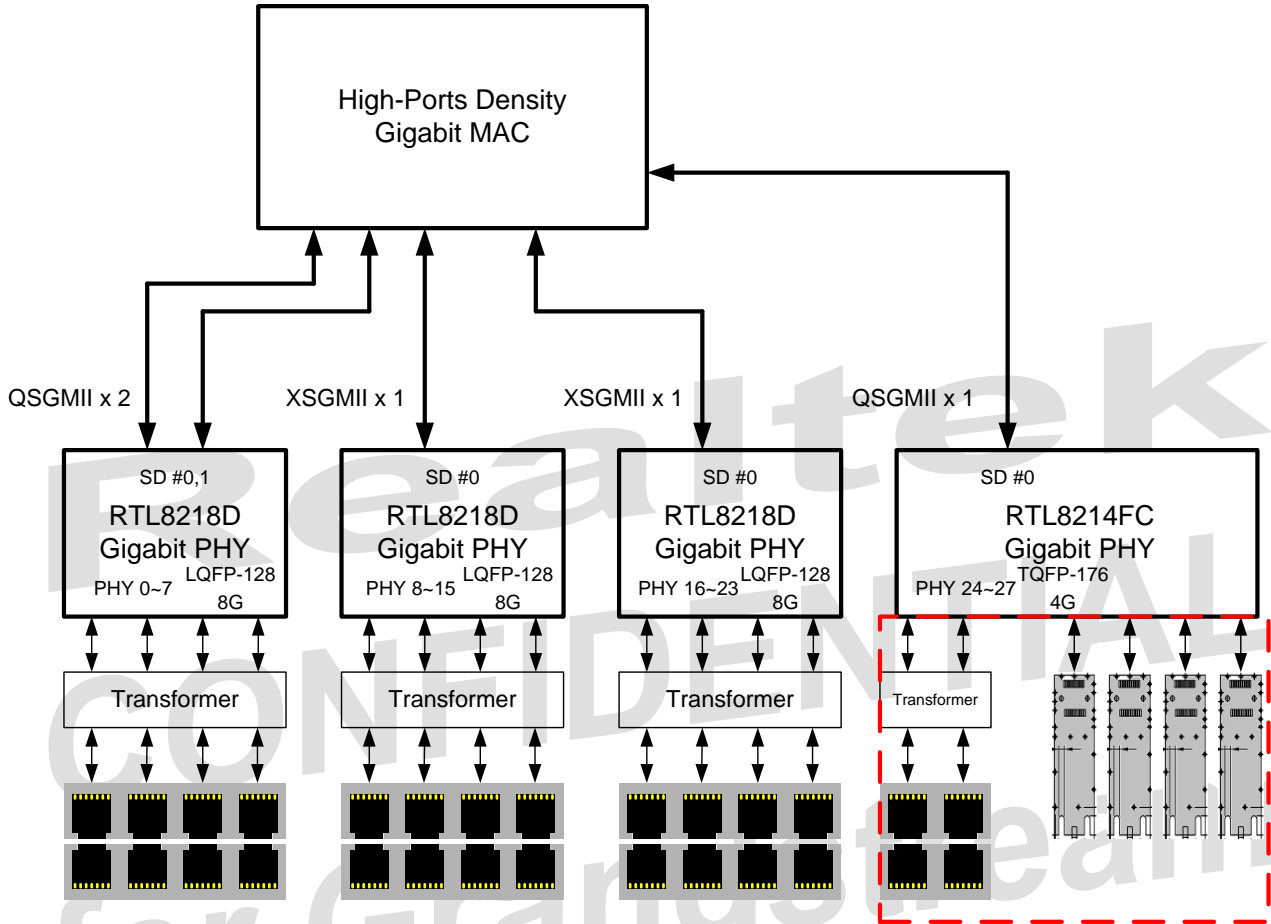 High-Ports Density
Gigabit MAC
QSGMII x 2
XSGMII x 1
XSGMII x 1
QSGMII x 1
SD #0,1
RTL8218D
Gigabit PHY
PHY 0~7
LQFP-128
8G
SD #0
RTL8218D
Gigabit PHY
PHY 8~15
LQFP-128
8G
SD #0
RTL8218D
Gigabit PHY
PHY 16~23
LQFP-128
8G
SD #0
RTL8214FC
Gigabit PHY
PHY 24~27
TQFP-176
4G
Transformer
Transformer
Transformer
Transformer
Realtek
CONFIDENTIAL
for Grandstream